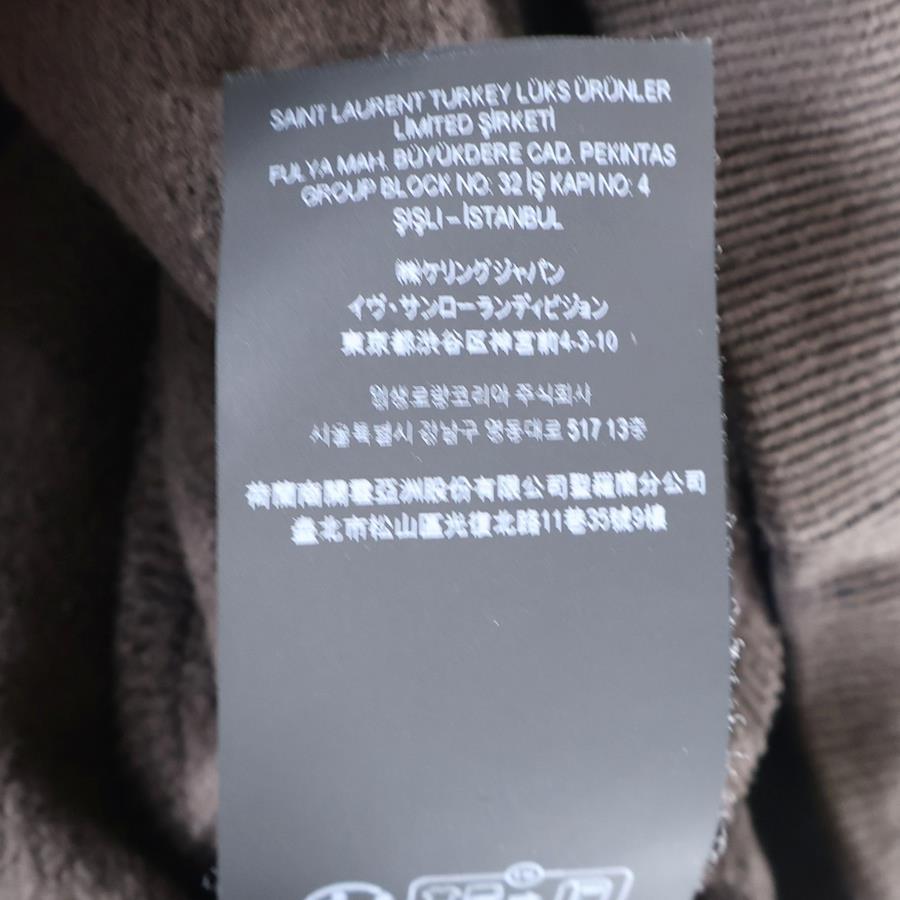 SAINT LAURENT TURKEY LÜKS ÜRÜNLER
LIMITED ŞİRKETİ
FULYA MAH. BÜYÜKDERE CAD. PEKINTAS
GROUP BLOCK NO: 32 İŞ KAPI NO: 4
ŞIŞLI – İSTANBUL
㈱ケリングジャパン
イヴ・サンローランディビジョン
東京都渋谷区神宮前4-3-10
입생로랑코리아 주식회사
서울특별시 강남구 영동대로 517 13층
荷蘭商開雲亞洲股份有限公司聖羅蘭分公司
臺北市松山區光復北路11巷35號9樓